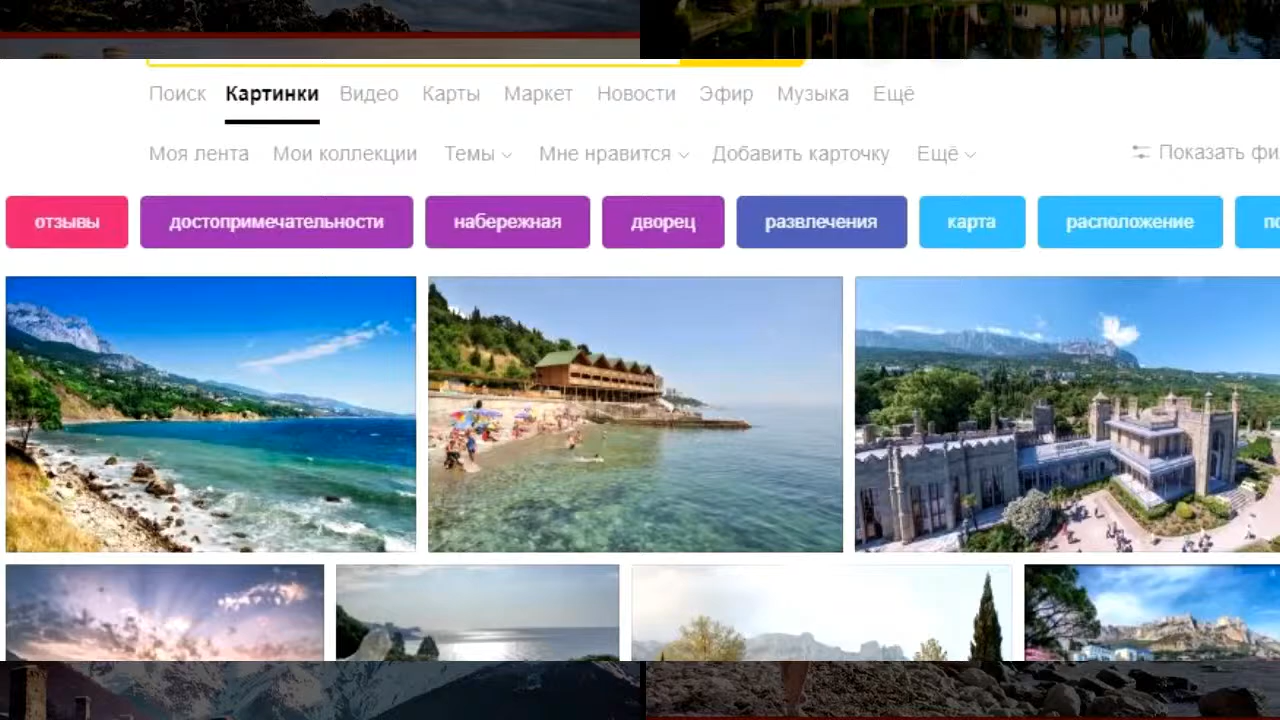 Поиск Картинки Видео Карты Маркет Новости Эфир Музыка Ещё
Моя лента Мои коллекции Темы Мне нравится Добавить карточку Ещё Показать фи
отзывы достопримечательности набережная дворец развлечения карта расположение